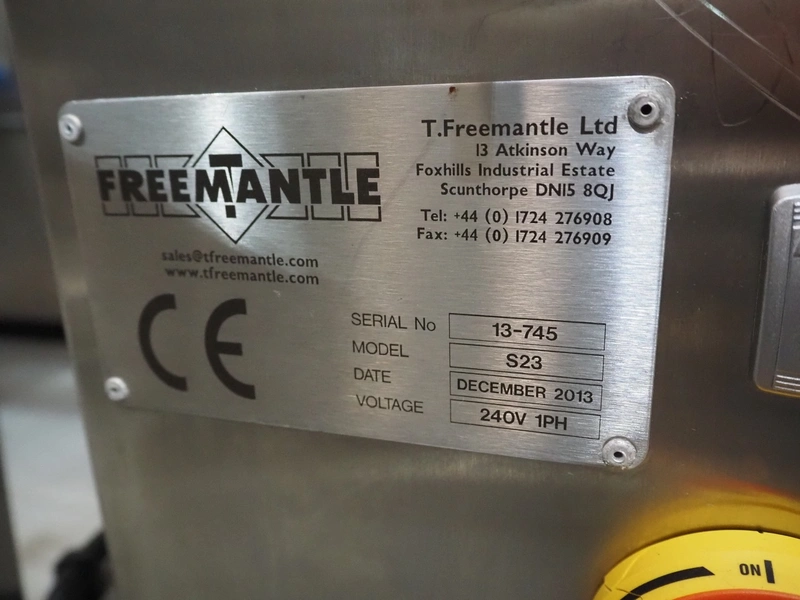 FREEMANTLE
T
sales@tfreemantle.com
www.tfreemantle.com
CE
T.Freemantle Ltd
13 Atkinson Way
Foxhills Industrial Estate
Scunthorpe DN15 8QJ
Tel: +44 (0) 1724 276908
Fax: +44 (0) 1724 276909
SERIAL No 13-745
MODEL S23
DATE DECEMBER 2013
VOLTAGE 240V 1PH
ON I